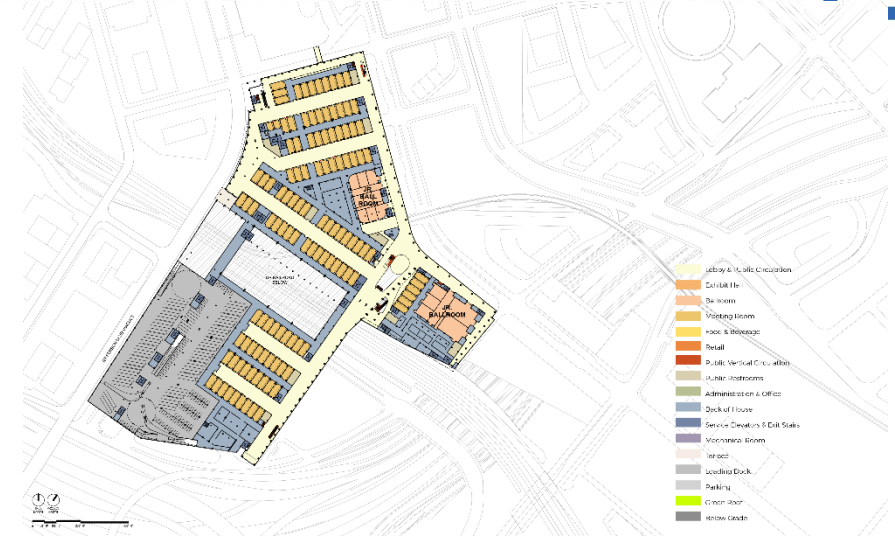 JR.
BALL
ROOM
JR.
BALLROOM
Lobby & Public Circulation
Exhibit Hall
Ballroom
Meeting Room
Food & Beverage
Retail
Public Vertical Circulation
Public Restrooms
Administration & Office
Back of House
Service Elevators & Exit Stairs
Mechanical Room
Terrace
Loading Dock
Parking
Green Roof
Below Grade